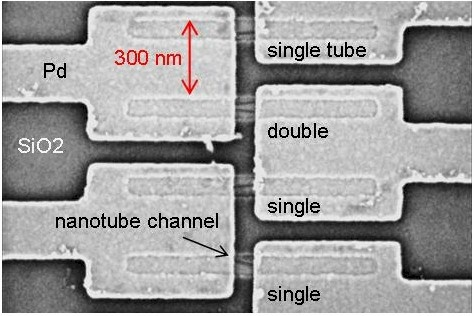 single tube
300 nm
Pd
double
SiO2
single
nanotube channel
single